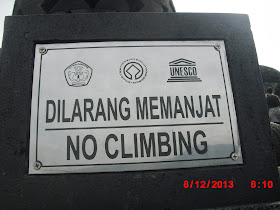 UNESCO
DILARANG MEMANJAT
NO CLIMBING
6/12/2013 8:10